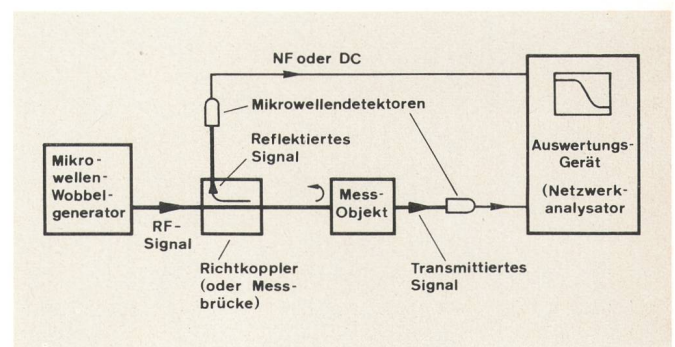 NF oder DC
Mikrowellendetektoren
Reflektiertes
Signal
Mikro-
wellen-
Wobbel-
generator
RF-
Signal
Mess-
Objekt
Auswertungs-
Gerät
(Netzwerk-
analysator
Richtkoppler
(oder Mess-
brücke)
Transmittiertes
Signal